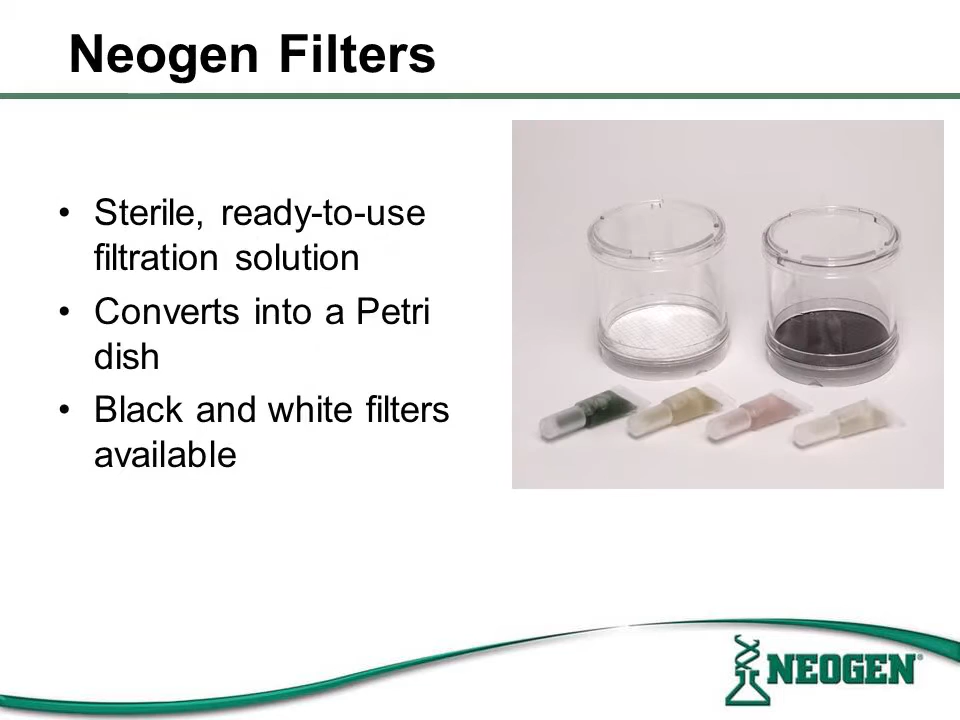 Neogen Filters
• Sterile, ready-to-use
filtration solution
• Converts into a Petri
dish
• Black and white filters
available
NEOGEN®